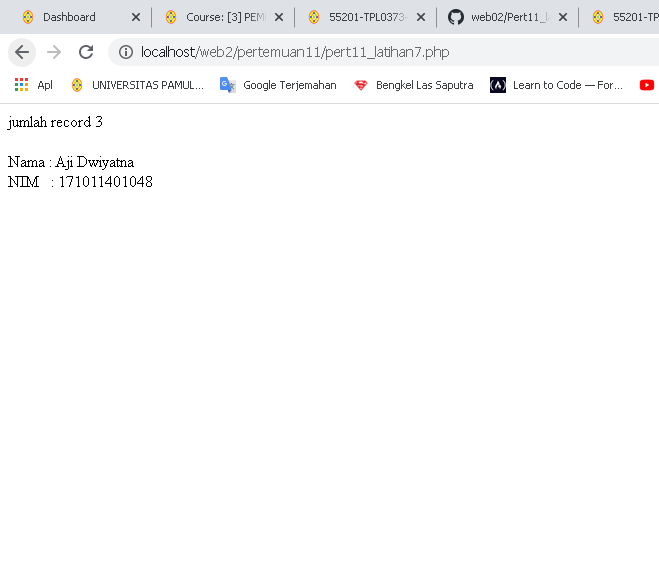 Dashboard
Course: [3] PEM
55201-TPL0373
web02/Pert11_la
55201-TP
localhost/web2/pertemuan11/pert11_latihan7.php
Apl
UNIVERSITAS PAMUL...
Google Terjemahan
Bengkel Las Saputra
Learn to Code — For...
jumlah record 3
Nama : Aji Dwiyatna
NIM : 171011401048